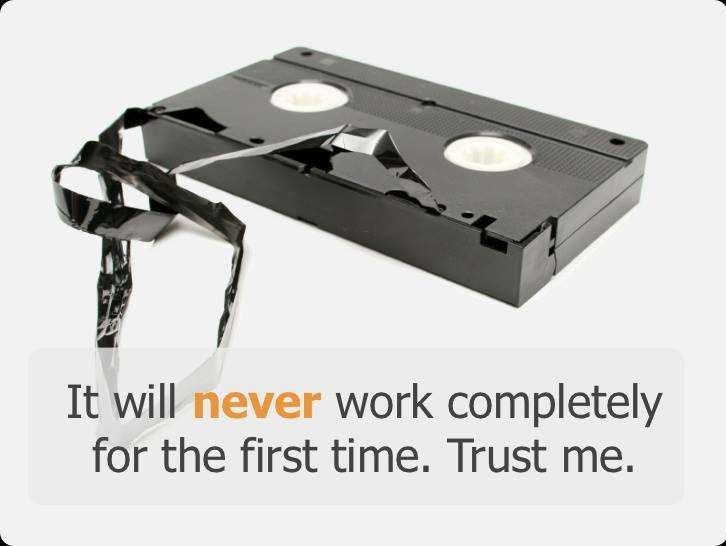 It will never work completely
for the first time. Trust me.